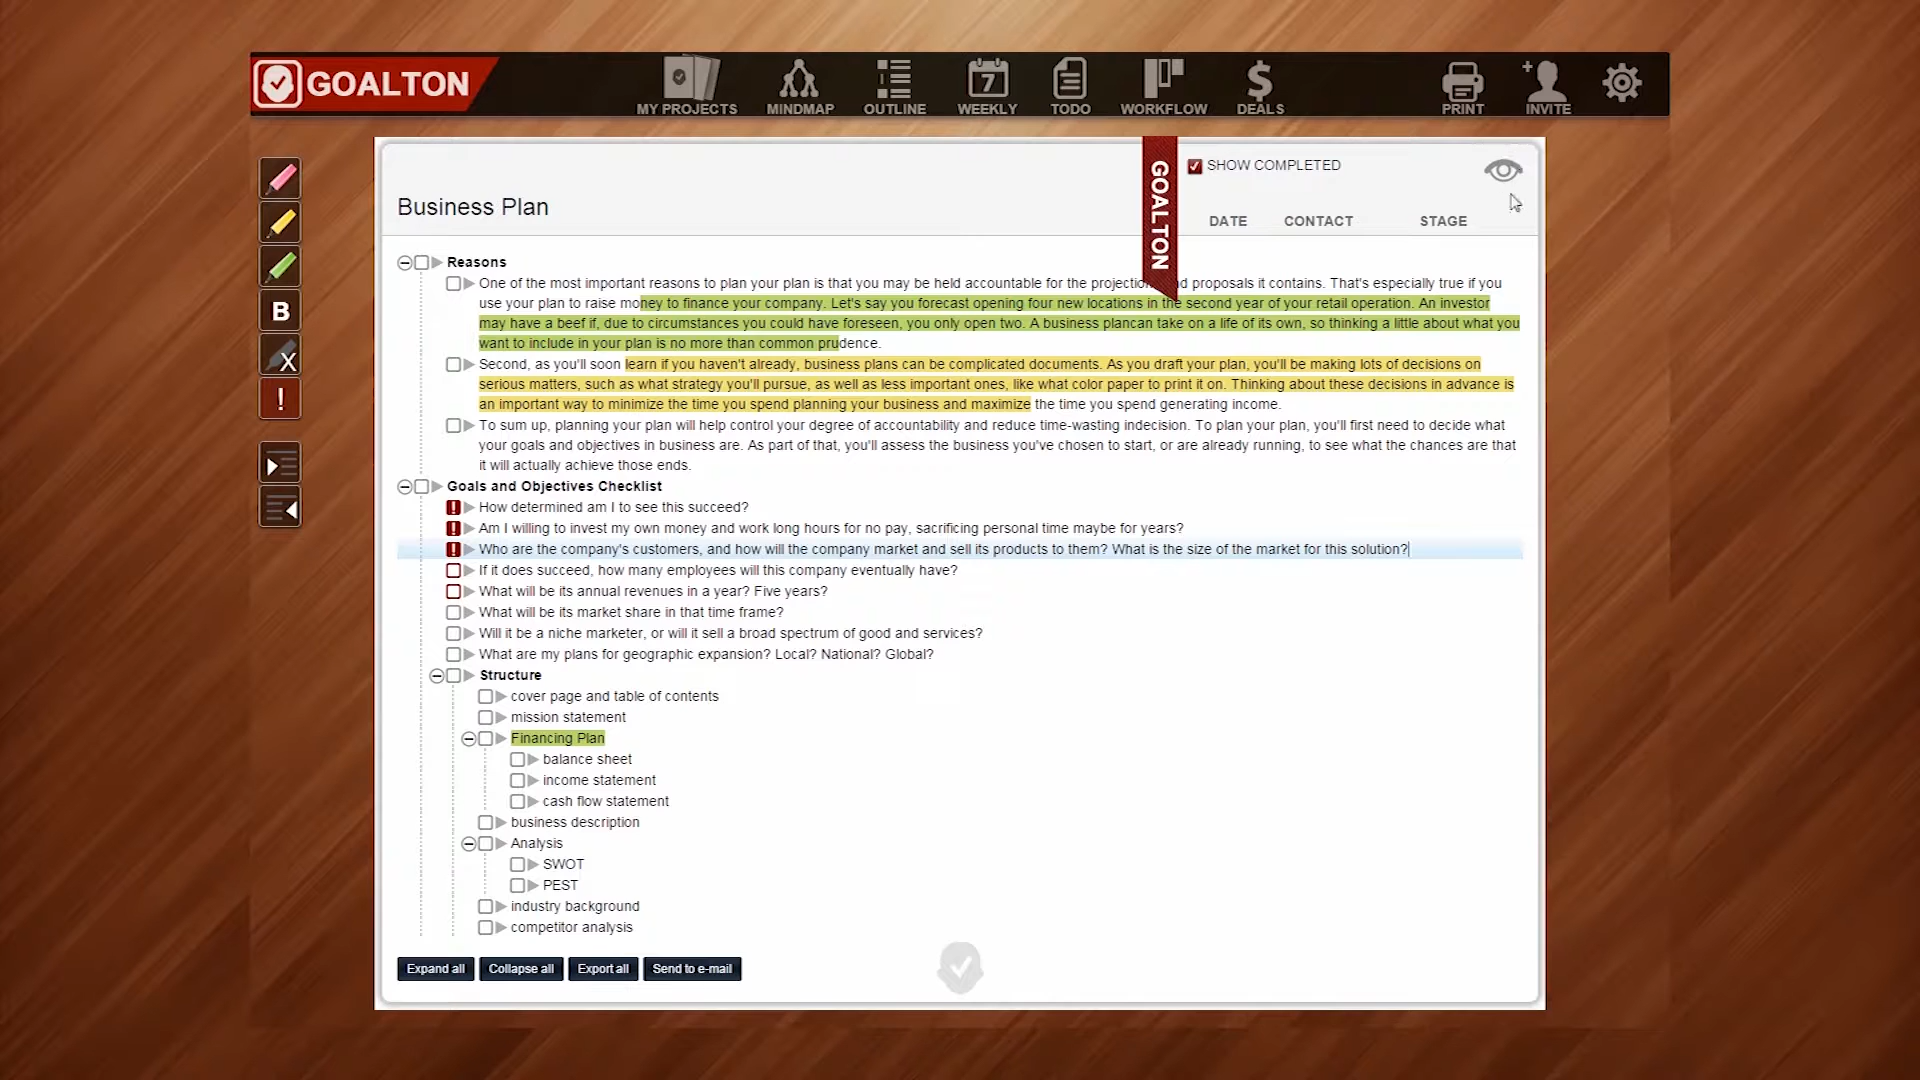 GOALTON
MY PROJECTS
MINDMAP
OUTLINE
7
WEEKLY
TODO
WORKFLOW
$
DEALS
PRINT
+
INVITE
B
X
!
GOALTON
SHOW COMPLETED
Business Plan
DATE
CONTACT
STAGE
Reasons
One of the most important reasons to plan your plan is that you may be held accountable for the projection d proposals it contains. That's especially true if you
use your plan to raise money to finance your company. Let's say you forecast opening four new locations in the second year of your retail operation. An investor
may have a beef if, due to circumstances you could have foreseen, you only open two. A business plancan take on a life of its own, so thinking a little about what you
want to include in your plan is no more than common prudence.
Second, as you'll soon learn if you haven't already, business plans can be complicated documents. As you draft your plan, you'll be making lots of decisions on
serious matters, such as what strategy you'll pursue, as well as less important ones, like what color paper to print it on. Thinking about these decisions in advance is
an important way to minimize the time you spend planning your business and maximize the time you spend generating income.
To sum up, planning your plan will help control your degree of accountability and reduce time-wasting indecision. To plan your plan, you'll first need to decide what
your goals and objectives in business are. As part of that, you'll assess the business you've chosen to start, or are already running, to see what the chances are that
it will actually achieve those ends.
Goals and Objectives Checklist
! How determined am I to see this succeed?
! Am I willing to invest my own money and work long hours for no pay, sacrificing personal time maybe for years?
! Who are the company's customers, and how will the company market and sell its products to them? What is the size of the market for this solution?
If it does succeed, how many employees will this company eventually have?
What will be its annual revenues in a year? Five years?
What will be its market share in that time frame?
Will it be a niche marketer, or will it sell a broad spectrum of good and services?
What are my plans for geographic expansion? Local? National? Global?
Structure
cover page and table of contents
mission statement
Financing Plan
balance sheet
income statement
cash flow statement
business description
Analysis
SWOT
PEST
industry background
competitor analysis
Expand all
Collapse all
Export all
Send to e-mail